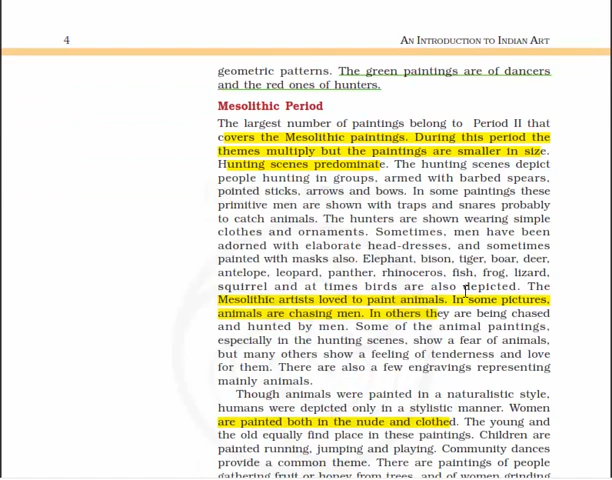 4
AN INTRODUCTION TO INDIAN ART
geometric patterns. The green paintings are of dancers
and the red ones of hunters.
Mesolithic Period
The largest number of paintings belong to Period II that
covers the Mesolithic paintings. During this period the
themes multiply but the paintings are smaller in size.
Hunting scenes predominate. The hunting scenes depict
people hunting in groups, armed with barbed spears,
pointed sticks, arrows and bows. In some paintings these
primitive men are shown with traps and snares probably
to catch animals. The hunters are shown wearing simple
clothes and ornaments. Sometimes, men have been
adorned with elaborate head-dresses, and sometimes
painted with masks also. Elephant, bison, tiger, boar, deer,
antelope, leopard, panther, rhinoceros, fish, frog, lizard,
squirrel and at times birds are also depicted. The
Mesolithic artists loved to paint animals. In some pictures,
animals are chasing men. In others they are being chased
and hunted by men. Some of the animal paintings,
especially in the hunting scenes, show a fear of animals,
but many others show a feeling of tenderness and love
for them. There are also a few engravings representing
mainly animals.
Though animals were painted in a naturalistic style,
humans were depicted only in a stylistic manner. Women
are painted both in the nude and clothed. The young and
the old equally find place in these paintings. Children are
painted running, jumping and playing. Community dances
provide a common theme. There are paintings of people
gathering fruit or honey from trees, and of women grinding